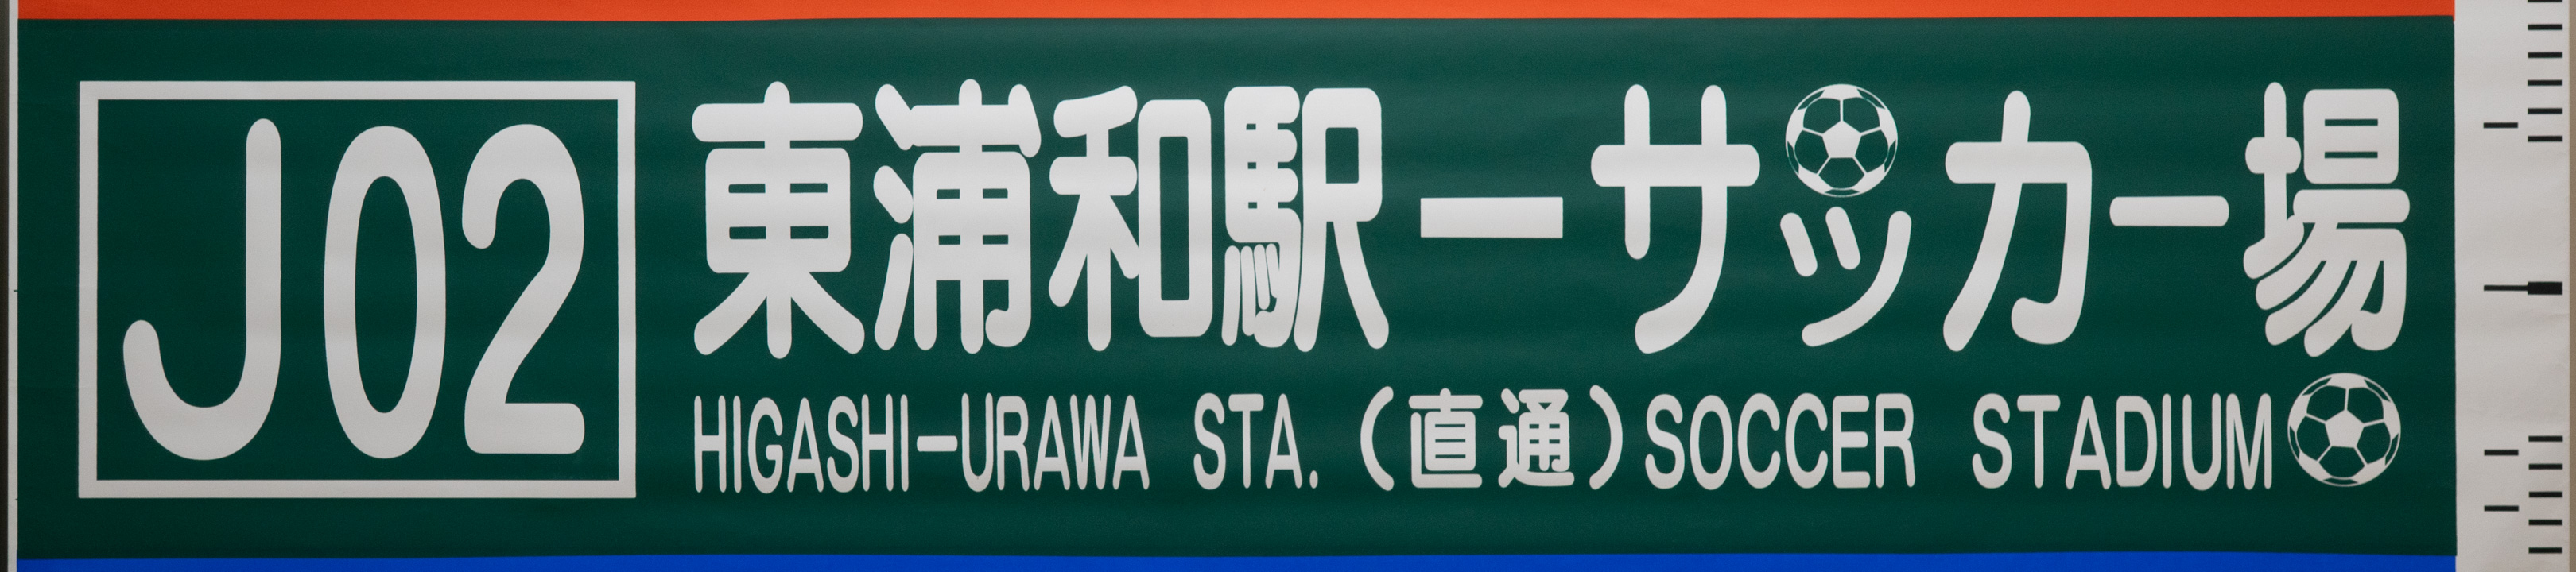 J02
東浦和駅ーサッカー場
HIGASHI-URAWA STA.(直通)SOCCER STADIUM